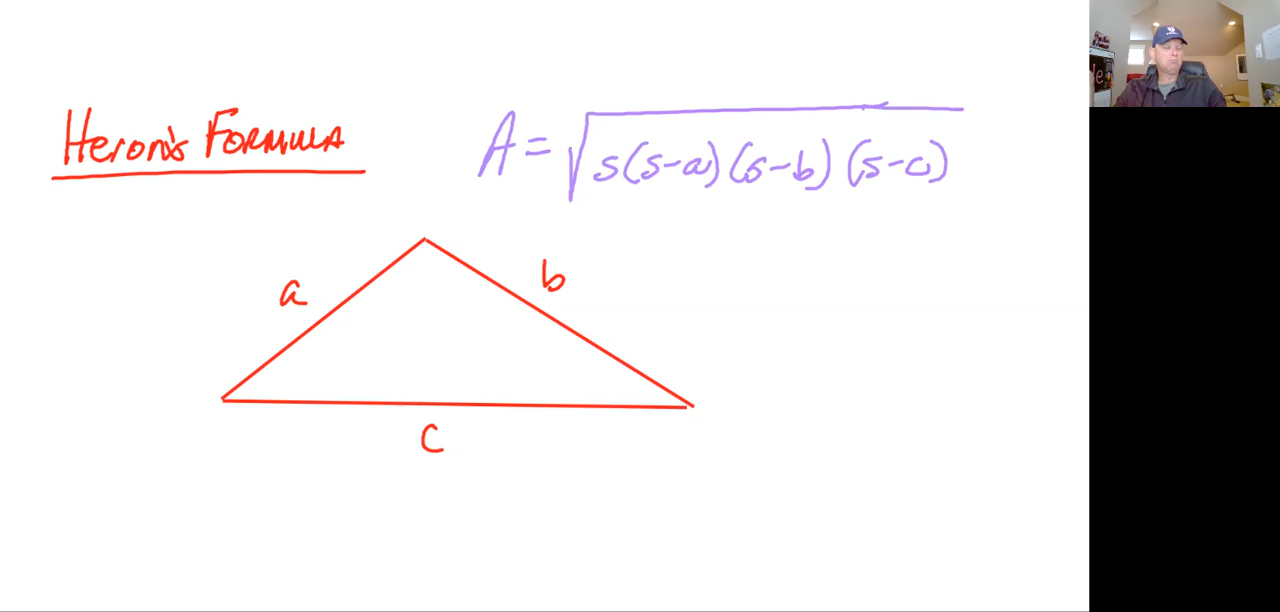 Heron's FORMULA
A = √s(s-a)(s-b)(s-c)
a
b
c